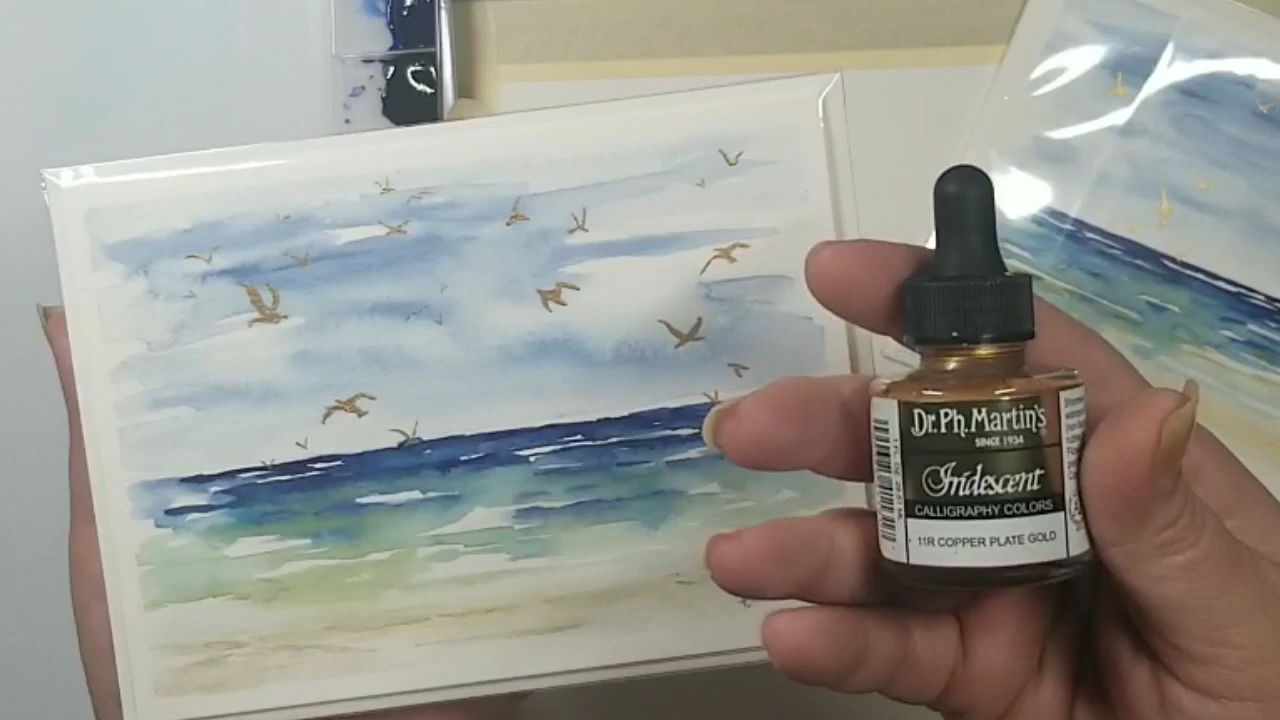 Dr. Ph. Martin's
SINCE 1934
Iridescent
CALLIGRAPHY COLORS
11R COPPER PLATE GOLD